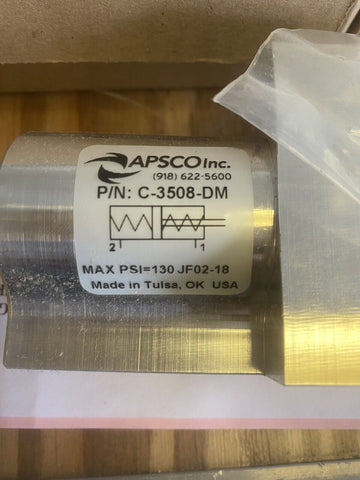 APSCO Inc.
(918) 622-5600
P/N: C-3508-DM
2 1
MAX PSI=130 JF02-18
Made in Tulsa, OK USA